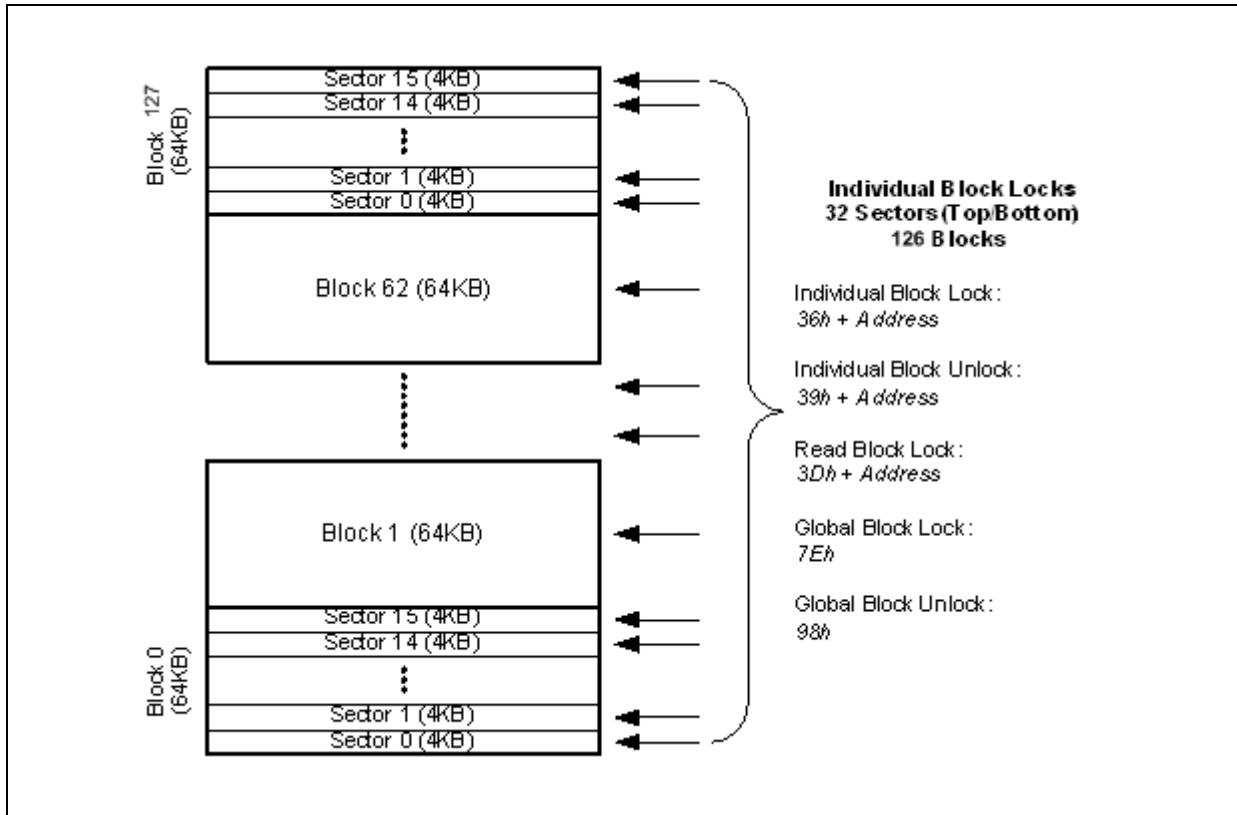 Block 127
(64KB)
Sector 15 (4KB)
Sector 14 (4KB)
Sector 1 (4KB)
Sector 0 (4KB)
Block 62 (64KB)
Block 1 (64KB)
Block 0
(64KB)
Sector 15 (4KB)
Sector 14 (4KB)
Sector 1 (4KB)
Sector 0 (4KB)
Individual Block Locks
32 Sectors (Top/Bottom)
126 Blocks
Individual Block Lock:
36h + Address
Individual Block Unlock:
39h + Address
Read Block Lock:
3Dh + Address
Global Block Lock:
7Eh
Global Block Unlock:
98h